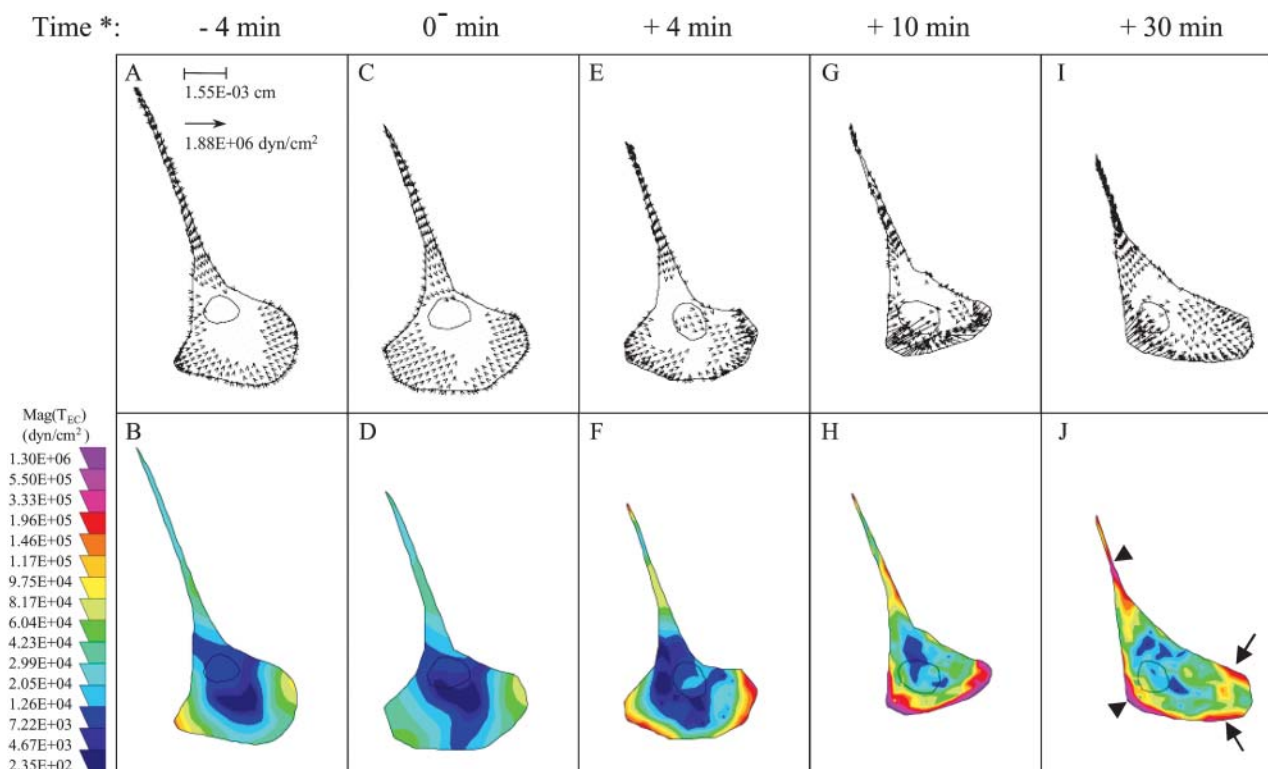 Time *: - 4 min 0⁻ min + 4 min + 10 min + 30 min
A C E G I
1.55E-03 cm
1.88E+06 dyn/cm²
Mag(T_EC)
(dyn/cm²)
B D F H J
1.30E+06
5.50E+05
3.33E+05
1.96E+05
1.46E+05
1.17E+05
9.75E+04
8.17E+04
6.04E+04
4.23E+04
2.99E+04
2.05E+04
1.26E+04
7.22E+03
4.67E+03
2.35E+02